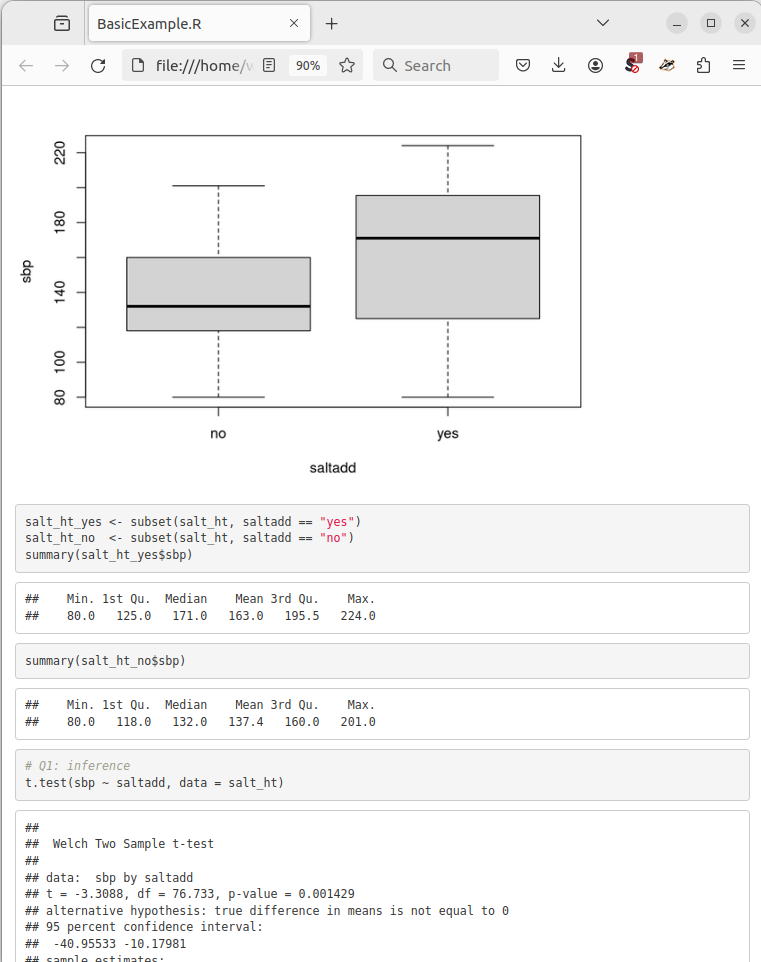 BasicExample.R
file:///home/
90%
Search
1
220
180
140
100
80
sbp
no yes
saltadd
salt_ht_yes <- subset(salt_ht, saltadd == "yes")
salt_ht_no  <- subset(salt_ht, saltadd == "no")
summary(salt_ht_yes$sbp)
##    Min. 1st Qu.  Median    Mean 3rd Qu.    Max.
##    80.0   125.0   171.0   163.0   195.5   224.0
summary(salt_ht_no$sbp)
##    Min. 1st Qu.  Median    Mean 3rd Qu.    Max.
##    80.0   118.0   132.0   137.4   160.0   201.0
# Q1: inference
t.test(sbp ~ saltadd, data = salt_ht)
##
##  Welch Two Sample t-test
##
## data:  sbp by saltadd
## t = -3.3088, df = 76.733, p-value = 0.001429
## alternative hypothesis: true difference in means is not equal to 0
## 95 percent confidence interval:
##  -40.95533 -10.17981
## sample estimates: